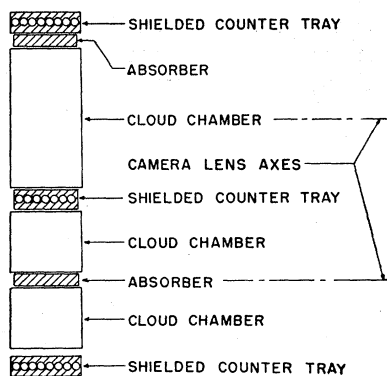 SHIELDED COUNTER TRAY
ABSORBER
CLOUD CHAMBER
CAMERA LENS AXES
SHIELDED COUNTER TRAY
CLOUD CHAMBER
ABSORBER
CLOUD CHAMBER
SHIELDED COUNTER TRAY